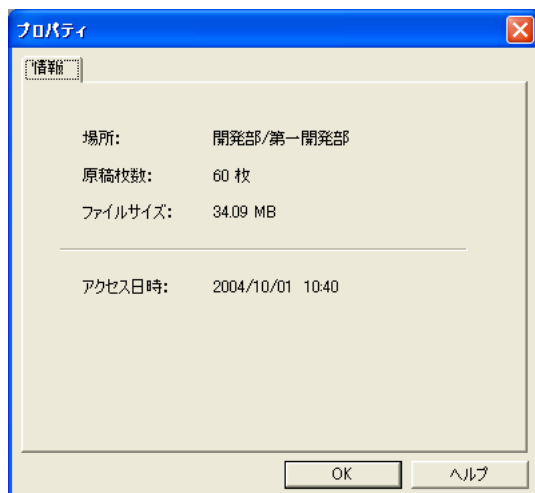 プロパティ
情報
場所: 開発部/第一開発部
原稿枚数: 60 枚
ファイルサイズ: 34.09 MB
アクセス日時: 2004/10/01 10:40
OK ヘルプ